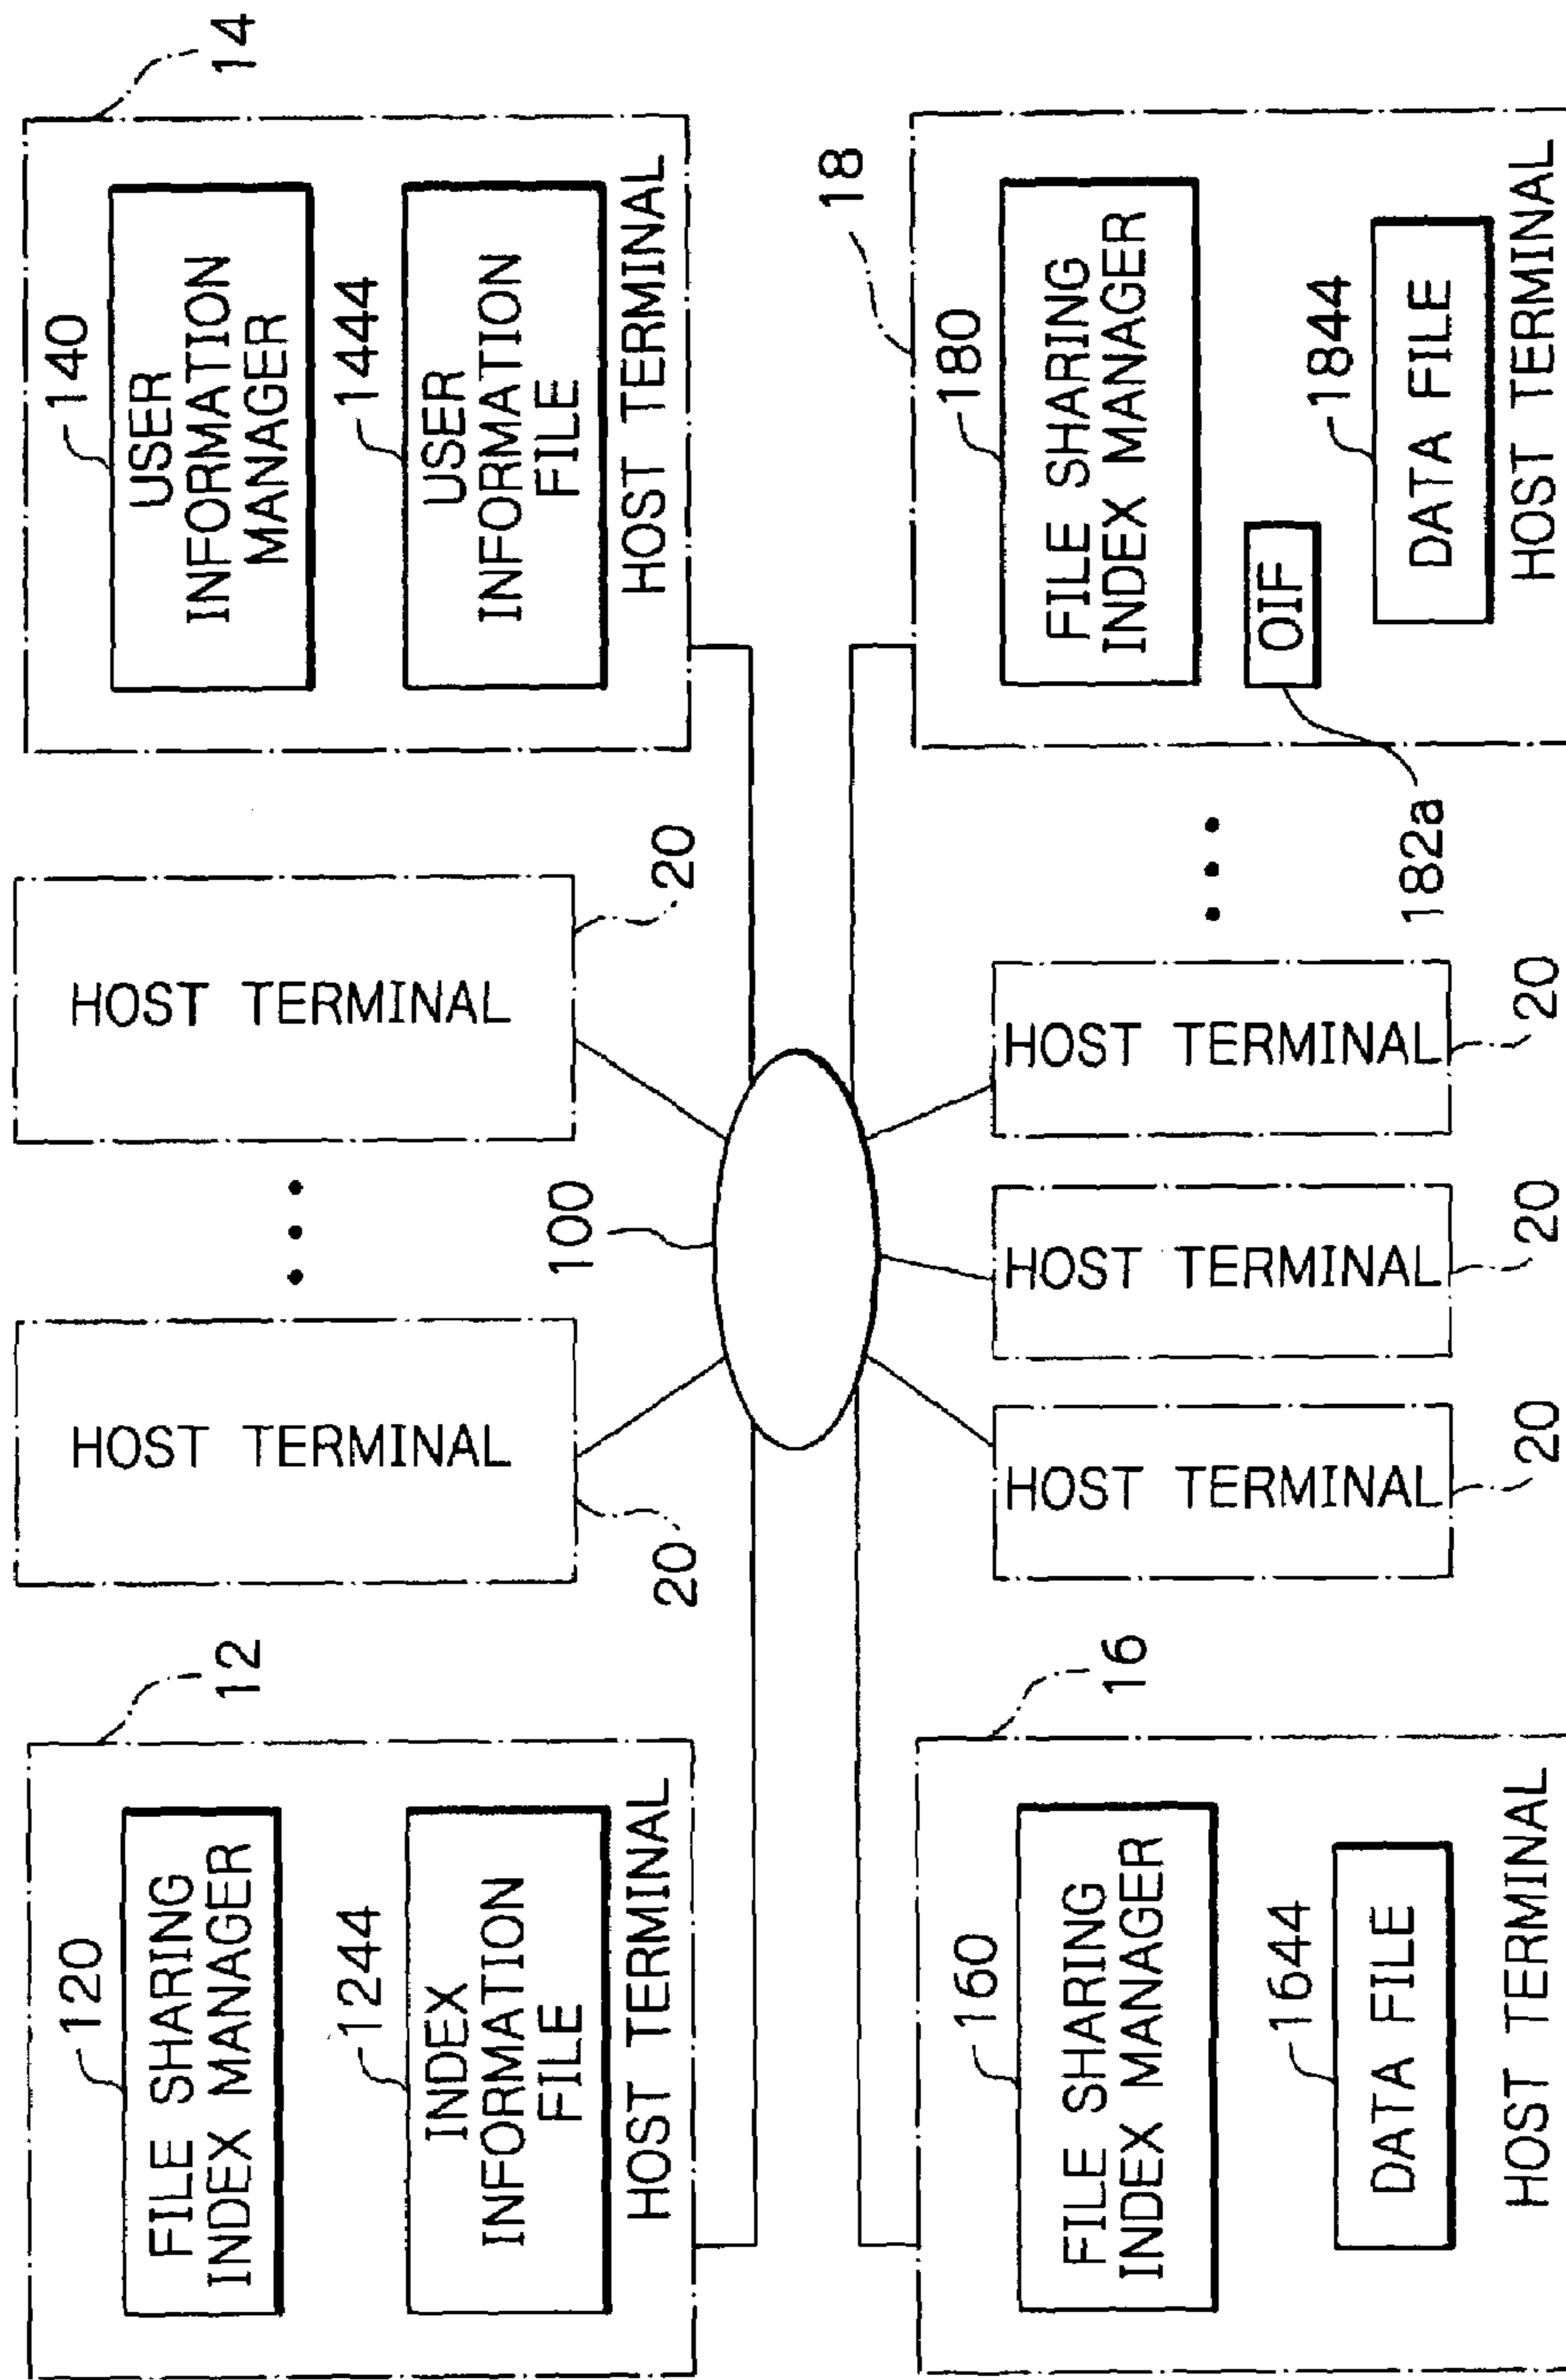 12
120
FILE SHARING
INDEX MANAGER
1244
INDEX
INFORMATION
FILE
HOST TERMINAL
HOST TERMINAL
20
HOST TERMINAL
20
14
140
USER
INFORMATION
MANAGER
1444
USER
INFORMATION
FILE
HOST TERMINAL
100
16
160
FILE SHARING
INDEX MANAGER
1644
DATA FILE
HOST TERMINAL
HOST TERMINAL
20
HOST TERMINAL
20
HOST TERMINAL
20
18
180
FILE SHARING
INDEX MANAGER
OIF
182a
1844
DATA FILE
HOST TERMINAL